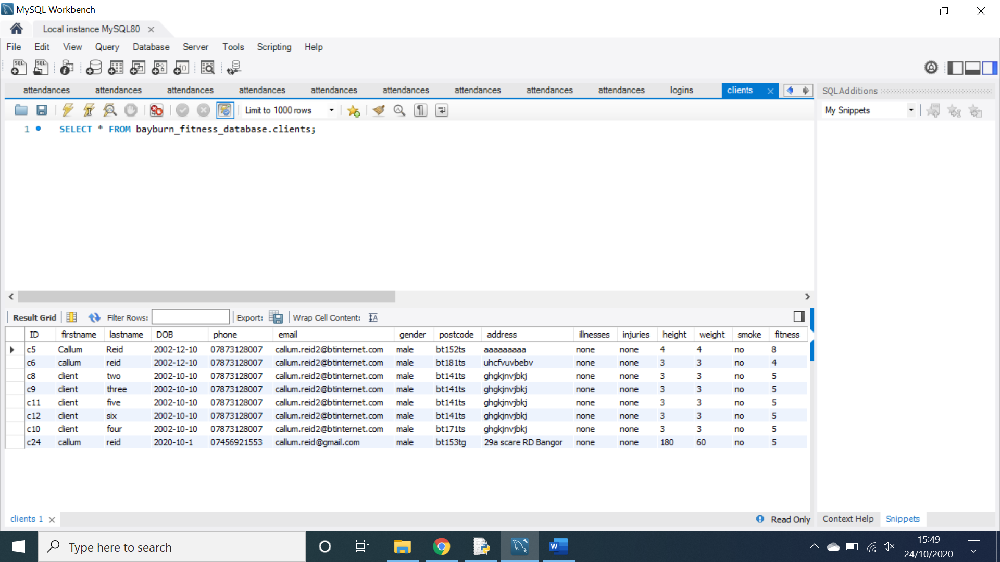 MySQL Workbench
Local instance MySQL80
File Edit View Query Database Server Tools Scripting Help
attendances attendances attendances attendances attendances attendances attendances attendances attendances logins clients
SQLAdditions
Limit to 1000 rows
My Snippets
1 SELECT * FROM bayburn_fitness_database.clients;
Result Grid Filter Rows: Export: Wrap Cell Content:
ID firstname lastname DOB phone email gender postcode address illnesses injuries height weight smoke fitness
c5 Callum Reid 2002-12-10 07873128007 callum.reid2@btinternet.com male bt152ts aaaaaaaaa none none 4 4 no 8
c6 callum reid 2002-12-10 07873128007 callum.reid2@btinternet.com male bt181ts uhcfvuvbebv none none 3 3 no 4
c8 client two 2002-10-10 07873128007 callum.reid2@btinternet.com male bt141ts ghgkjnvjbkj none none 3 3 no 5
c9 client three 2002-10-10 07873128007 callum.reid2@btinternet.com male bt141ts ghgkjnvjbkj none none 3 3 no 5
c11 client five 2002-10-10 07873128007 callum.reid2@btinternet.com male bt141ts ghgkjnvjbkj none none 3 3 no 5
c12 client six 2002-10-10 07873128007 callum.reid2@btinternet.com male bt141ts ghgkjnvjbkj none none 3 3 no 5
c10 client four 2002-10-10 07873128007 callum.reid2@btinternet.com male bt171ts ghgkjnvjbkj none none 3 3 no 5
c24 callum reid 2020-10-1 07456921553 callum.reid@gmail.com male bt153tg 29a scare RD Bangor none none 180 60 no 5
clients 1
Read Only
Context Help Snippets
Type here to search
15:49
24/10/2020